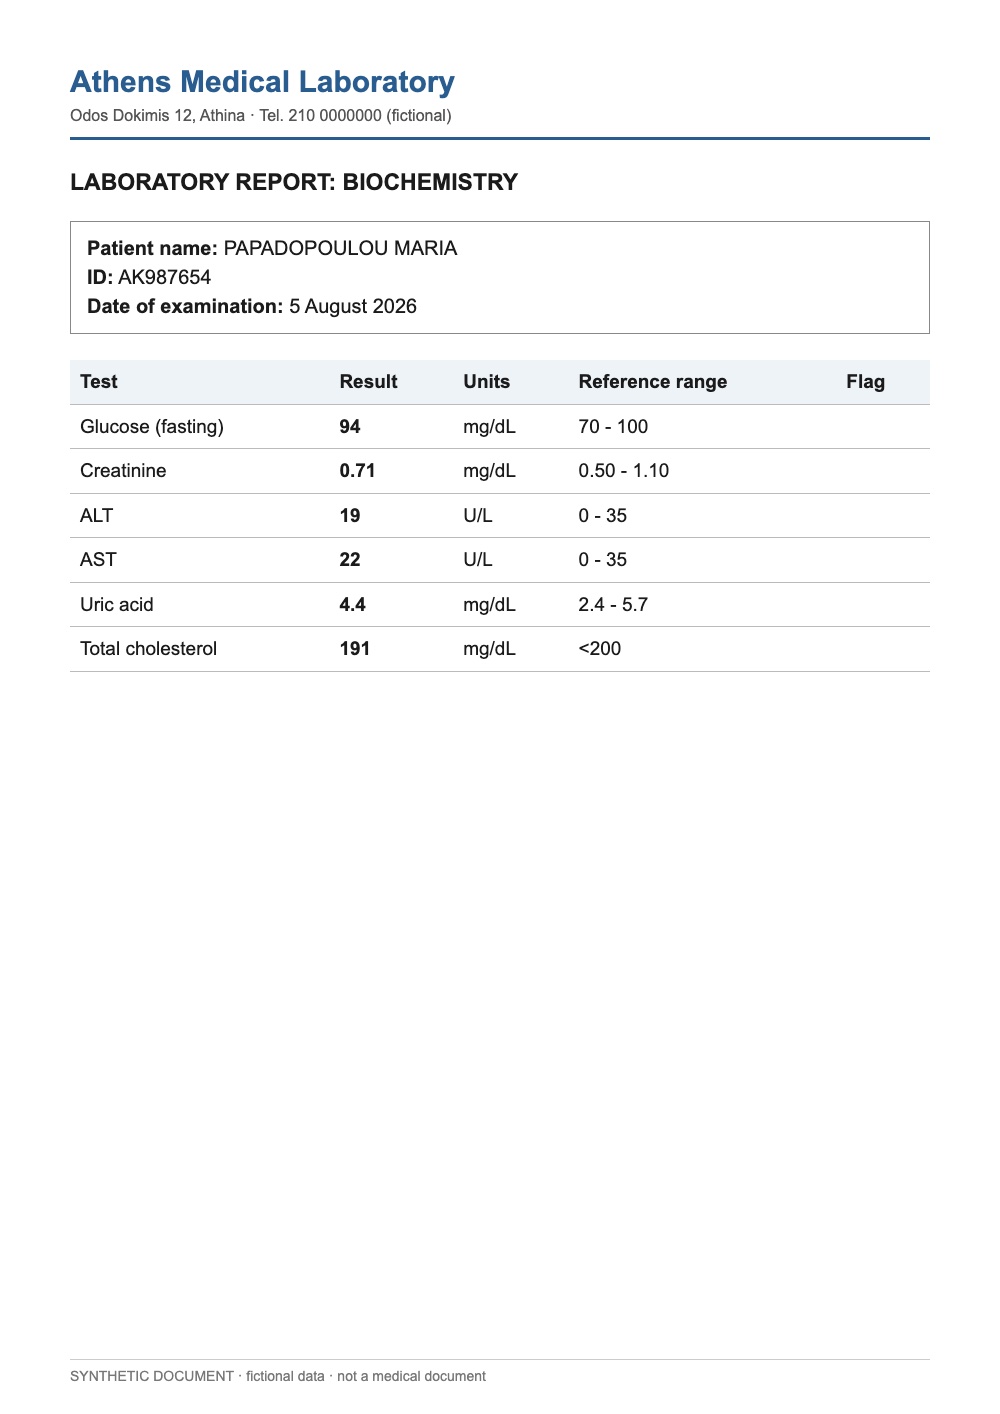 Athens Medical Laboratory
Odos Dokimis 12, Athina · Tel. 210 0000000 (fictional)
LABORATORY REPORT: BIOCHEMISTRY
Patient name: PAPADOPOULOU MARIA
ID: AK987654
Date of examination: 5 August 2026
Test Result Units Reference range Flag
Glucose (fasting) 94 mg/dL 70 - 100
Creatinine 0.71 mg/dL 0.50 - 1.10
ALT 19 U/L 0 - 35
AST 22 U/L 0 - 35
Uric acid 4.4 mg/dL 2.4 - 5.7
Total cholesterol 191 mg/dL <200
SYNTHETIC DOCUMENT · fictional data · not a medical document